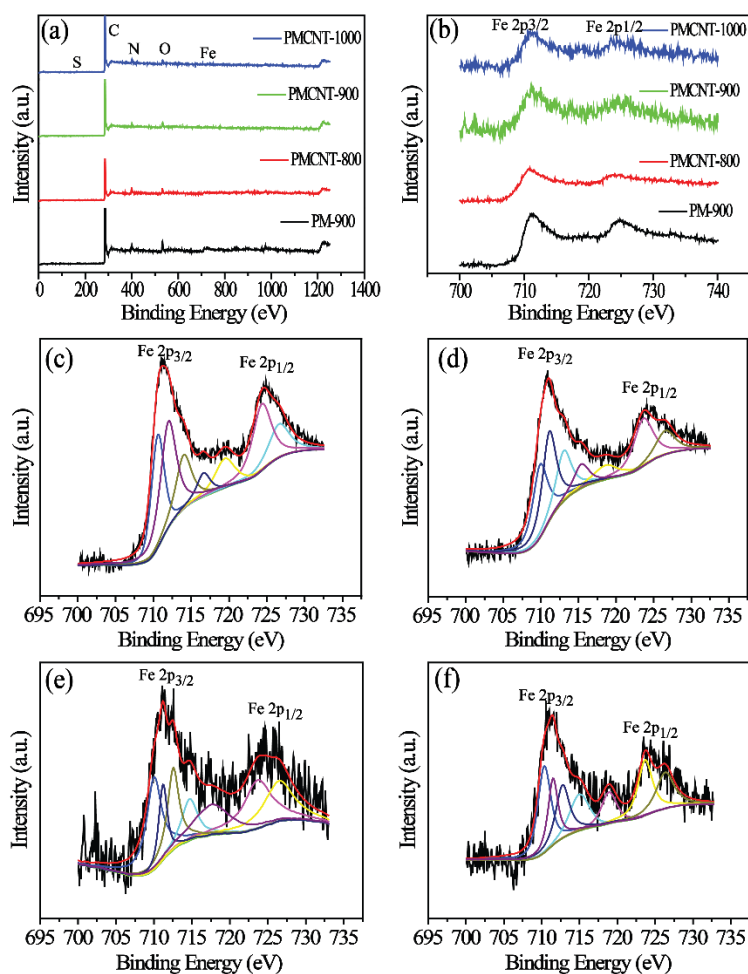 (a)
C
S
N
O
Fe
PMCNT-1000
PMCNT-900
PMCNT-800
PM-900
Intensity (a.u.)
0 200 400 600 800 1000 1200 1400
Binding Energy (eV)
(b)
Fe 2p3/2 Fe 2p1/2
PMCNT-1000
PMCNT-900
PMCNT-800
PM-900
Intensity (a.u.)
700 710 720 730 740
Binding Energy (eV)
(c)
Fe 2p3/2
Fe 2p1/2
Intensity (a.u.)
695 700 705 710 715 720 725 730 735
Binding Energy (eV)
(d)
Fe 2p3/2
Fe 2p1/2
Intensity (a.u.)
695 700 705 710 715 720 725 730 735
Binding Energy (eV)
(e)
Fe 2p3/2
Fe 2p1/2
Intensity (a.u.)
695 700 705 710 715 720 725 730 735
Binding Energy (eV)
(f)
Fe 2p3/2
Fe 2p1/2
Intensity (a.u.)
695 700 705 710 715 720 725 730 735
Binding Energy (eV)